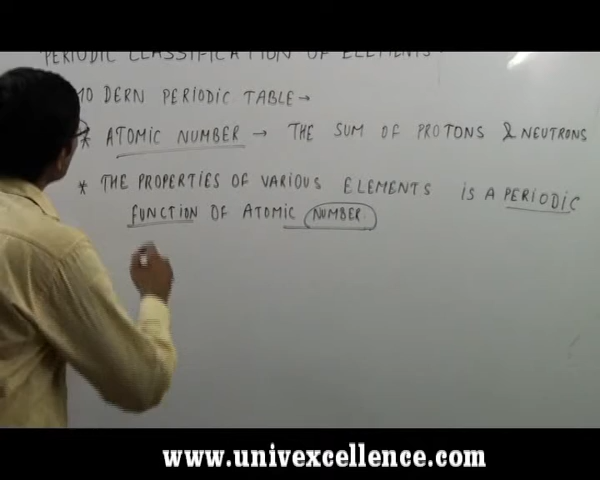 PERIODIC CLASSIFICATION OF ELEMENTS
MODERN PERIODIC TABLE →
* ATOMIC NUMBER → THE SUM OF PROTONS & NEUTRONS
* THE PROPERTIES OF VARIOUS ELEMENTS IS A PERIODIC
FUNCTION OF ATOMIC NUMBER.
www.univexcellence.com